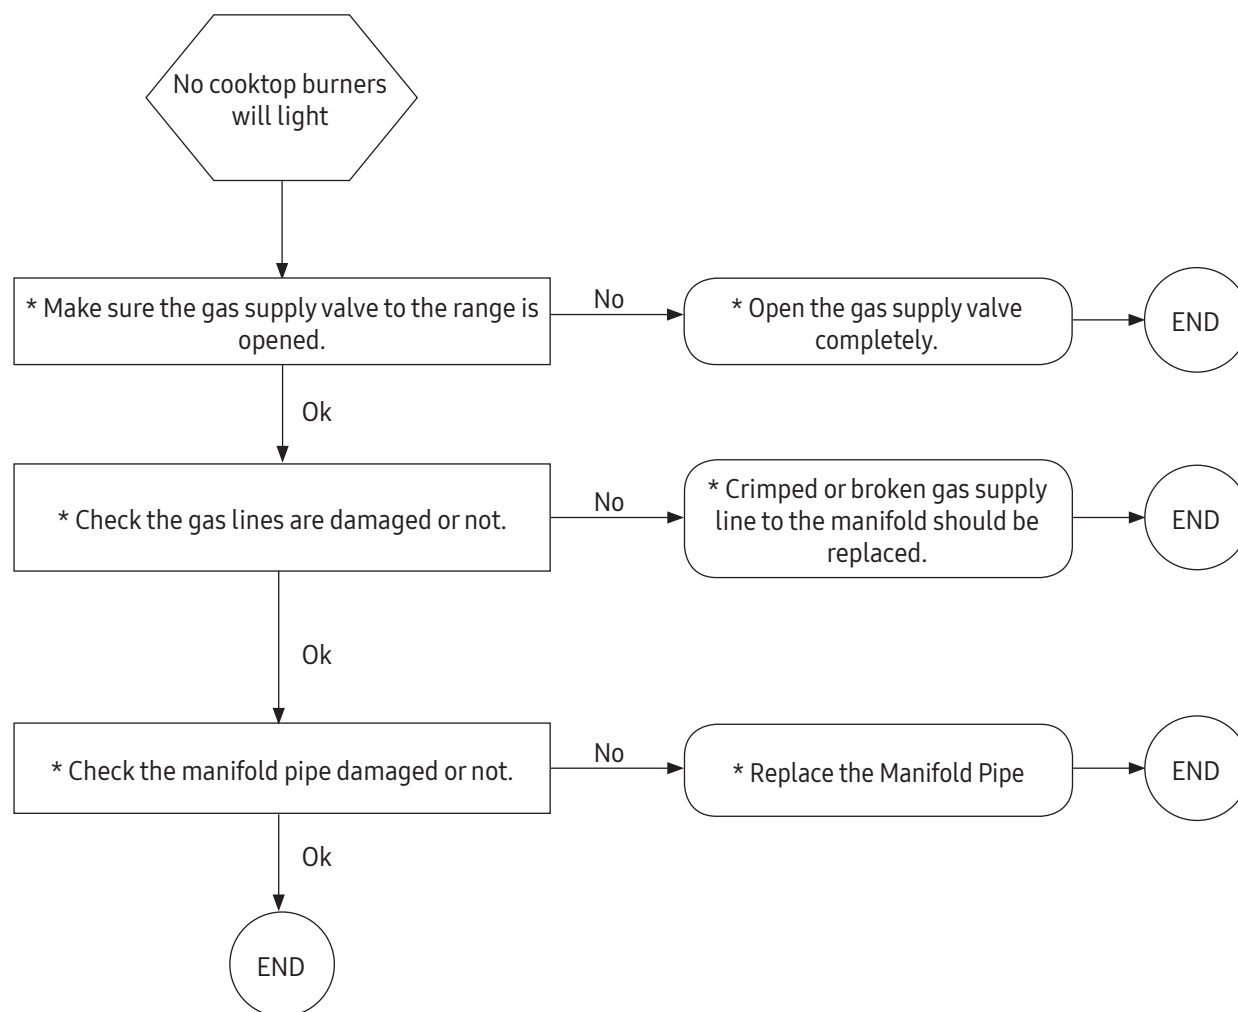 No cooktop burners
will light
* Make sure the gas supply valve to the range is
opened.
No
* Open the gas supply valve
completely.
END
Ok
* Check the gas lines are damaged or not.
No
* Crimped or broken gas supply
line to the manifold should be
replaced.
END
Ok
* Check the manifold pipe damaged or not.
No
* Replace the Manifold Pipe
END
Ok
END